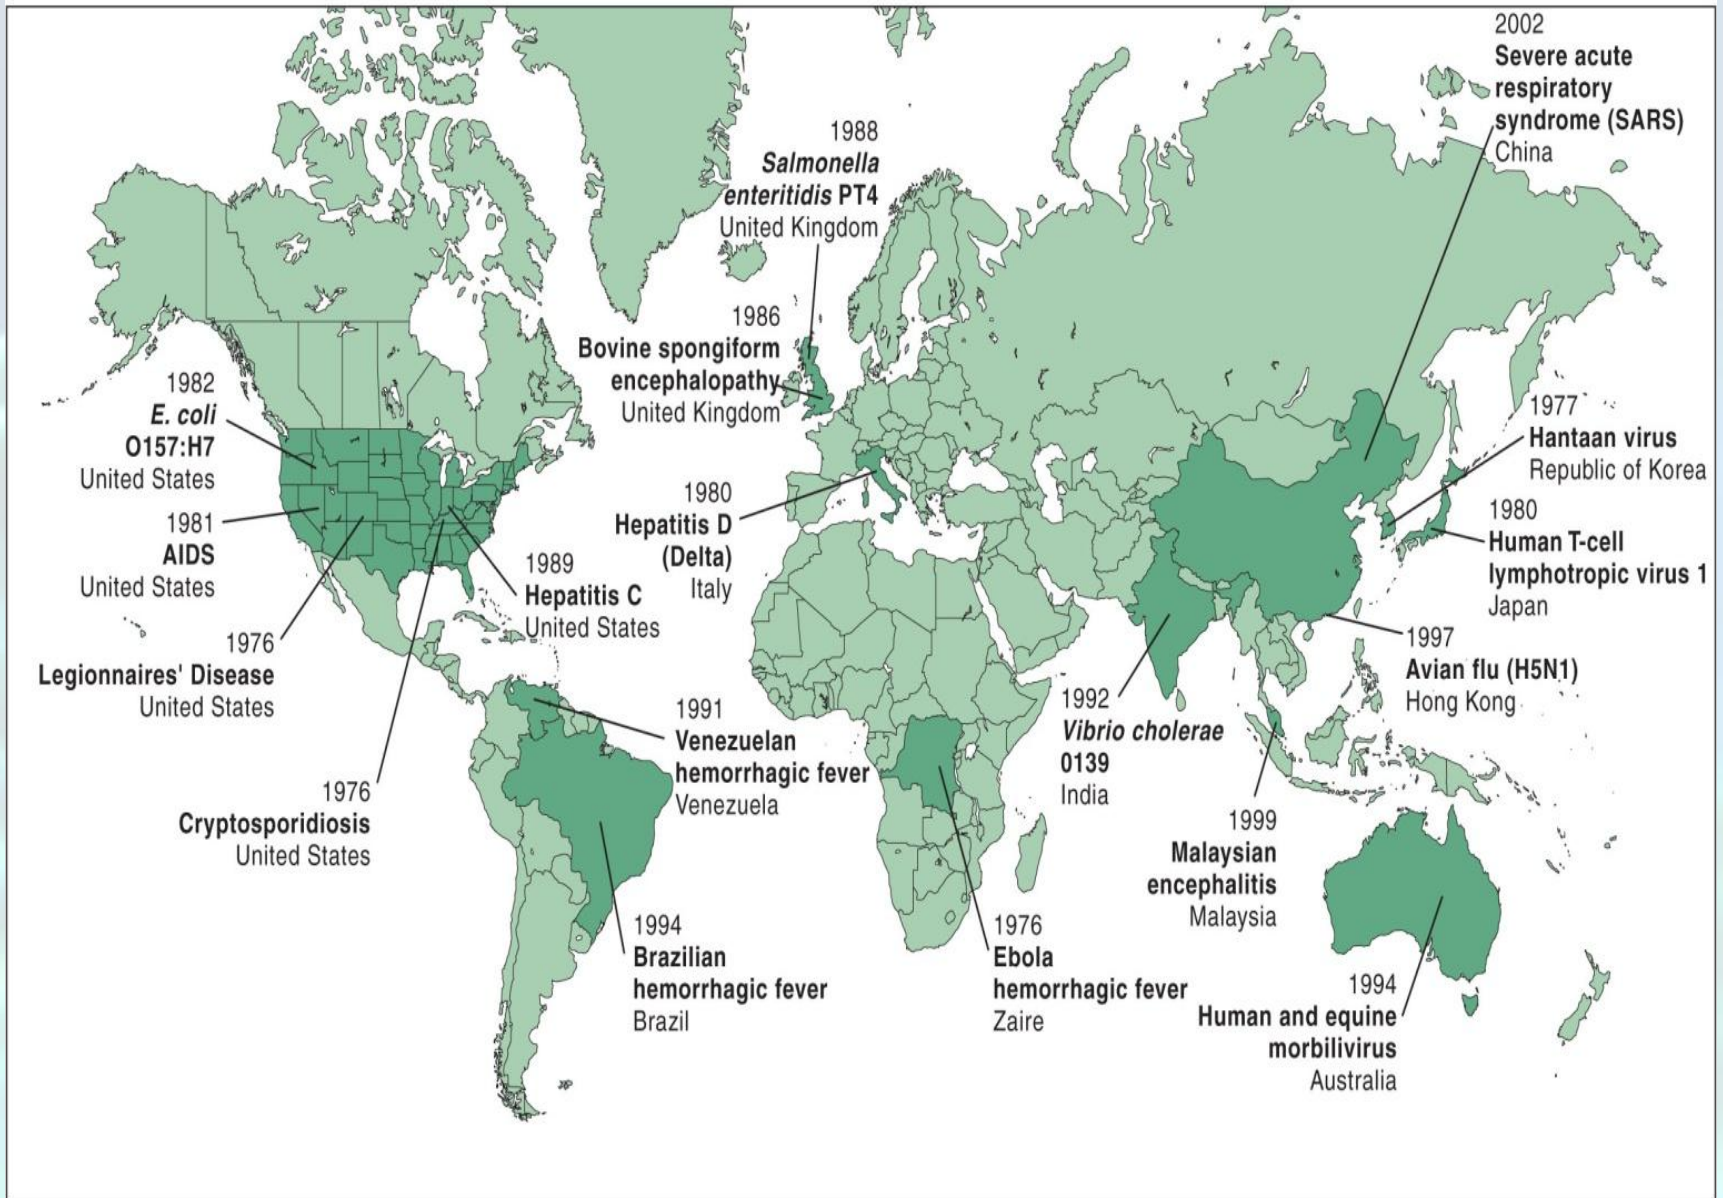 2002
Severe acute
respiratory
syndrome (SARS)
China
1988
Salmonella
enteritidis PT4
United Kingdom
1986
Bovine spongiform
encephalopathy
United Kingdom
1982
E. coli
O157:H7
United States
1981
AIDS
United States
1976
Legionnaires' Disease
United States
1976
Cryptosporidiosis
United States
1989
Hepatitis C
United States
1980
Hepatitis D
(Delta)
Italy
1977
Hantaan virus
Republic of Korea
1980
Human T-cell
lymphotropic virus 1
Japan
1997
Avian flu (H5N1)
Hong Kong
1991
Venezuelan
hemorrhagic fever
Venezuela
1992
Vibrio cholerae
0139
India
1999
Malaysian
encephalitis
Malaysia
1994
Brazilian
hemorrhagic fever
Brazil
1976
Ebola
hemorrhagic fever
Zaire
1994
Human and equine
morbilivirus
Australia